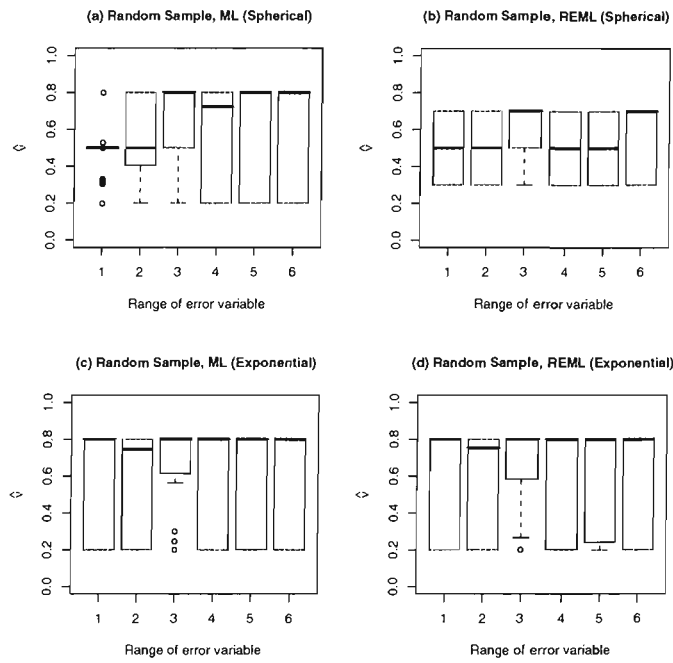 (a) Random Sample, ML (Spherical)
1.0
0.8
0.6
0.4
0.2
0.0
1 2 3 4 5 6
Range of error variable
(b) Random Sample, REML (Spherical)
1.0
0.8
0.6
0.4
0.2
0.0
1 2 3 4 5 6
Range of error variable
(c) Random Sample, ML (Exponential)
1.0
0.8
0.6
0.4
0.2
0.0
1 2 3 4 5 6
Range of error variable
(d) Random Sample, REML (Exponential)
1.0
0.8
0.6
0.4
0.2
0.0
1 2 3 4 5 6
Range of error variable